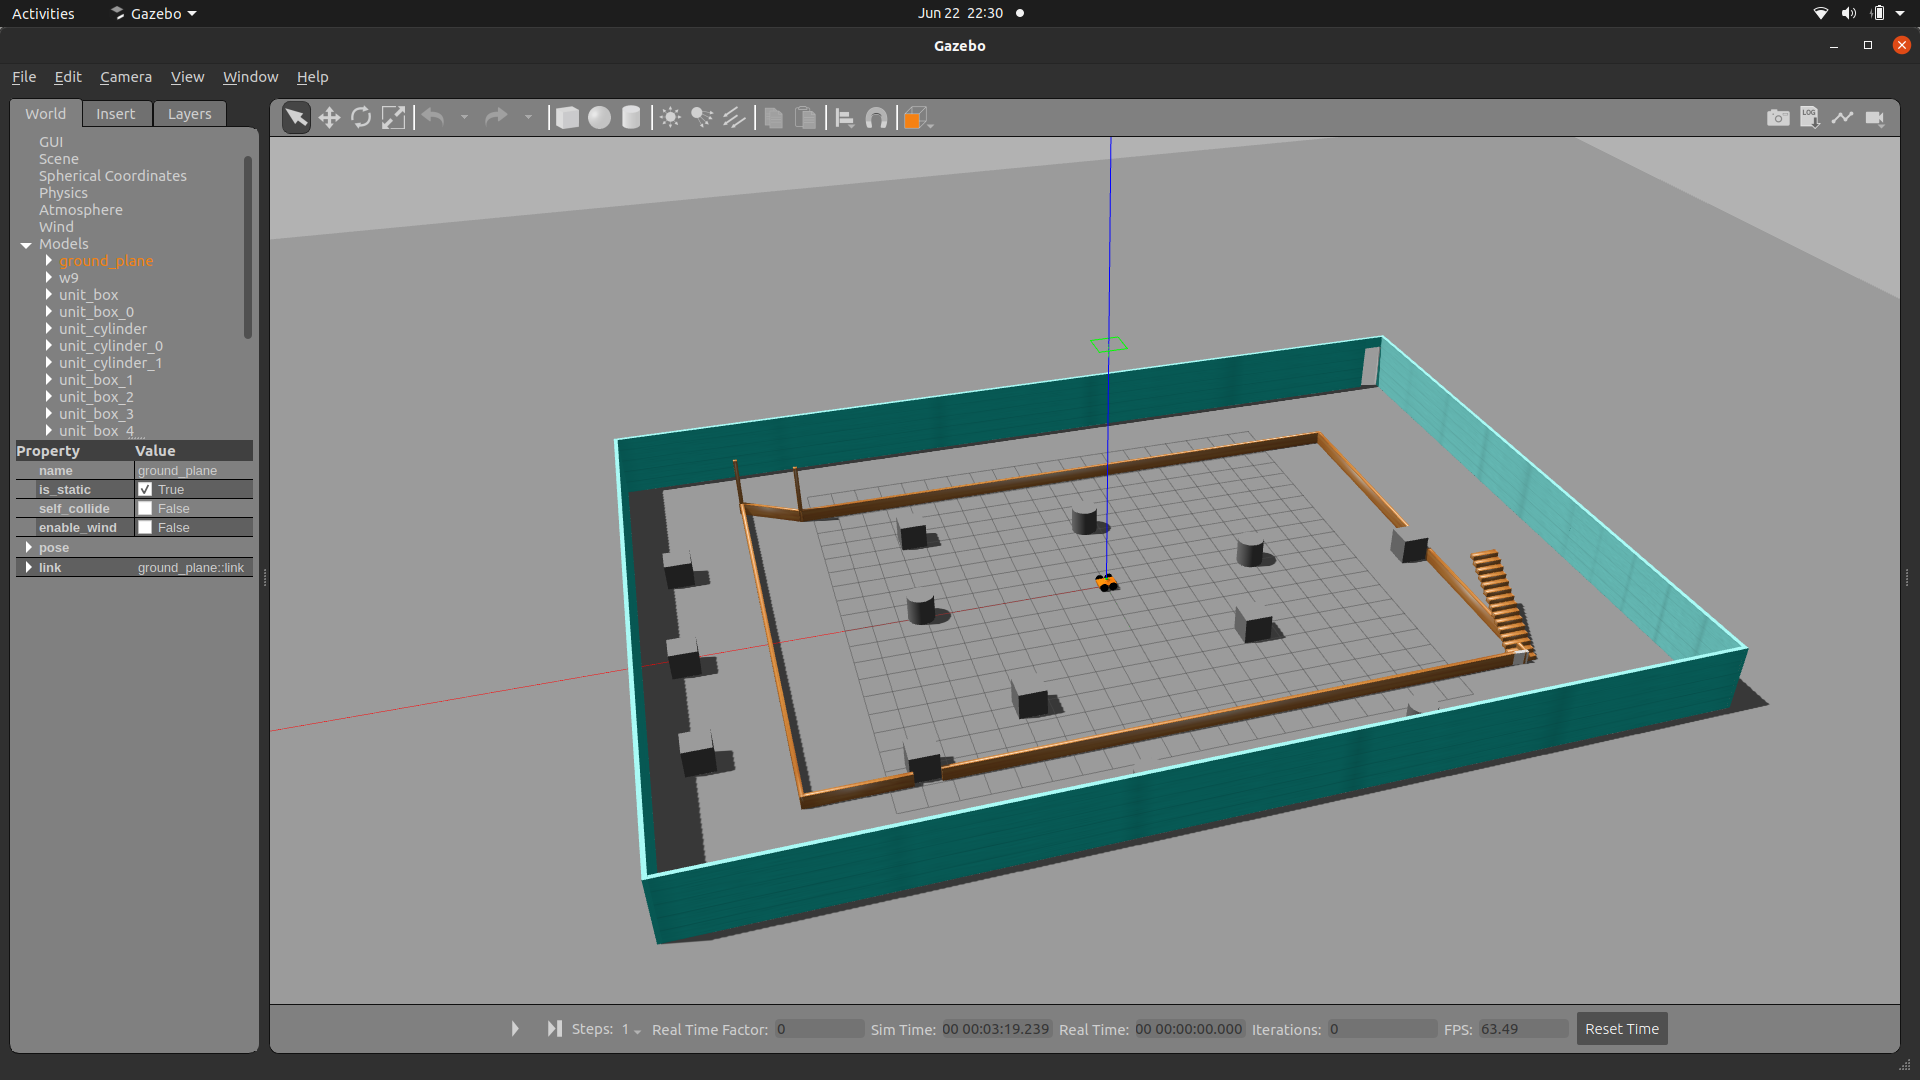 Activities Gazebo Jun 22 22:30
Gazebo
File Edit Camera View Window Help
World Insert Layers
LOG
GUI
Scene
Spherical Coordinates
Physics
Atmosphere
Wind
Models
ground_plane
w9
unit_box
unit_box_0
unit_cylinder
unit_cylinder_0
unit_cylinder_1
unit_box_1
unit_box_2
unit_box_3
unit_box_4
Property Value
name ground_plane
is_static True
self_collide False
enable_wind False
pose
link ground_plane::link
Steps: 1 Real Time Factor: 0 Sim Time: 00 00:03:19.239 Real Time: 00 00:00:00.000 Iterations: 0 FPS: 63.49 Reset Time